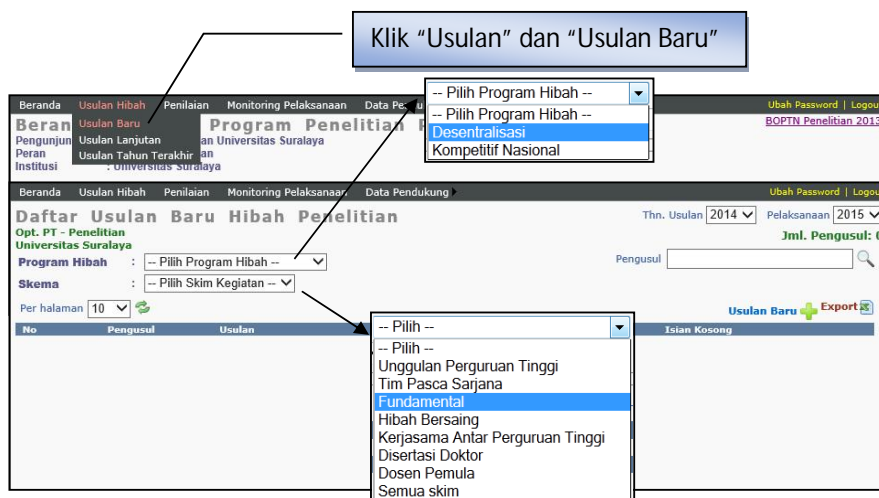 Klik “Usulan” dan “Usulan Baru”
Beranda Usulan Hibah Penilaian Monitoring Pelaksanaan Data Ubah Password | Logou
Usulan Baru
Usulan Lanjutan
Usulan Tahun Terakhir
-- Pilih Program Hibah --
-- Pilih Program Hibah --
Desentralisasi
Kompetitif Nasional
Beran Program Penelitian BOPTN Penelitian 2013
Pengunjun an Universitas Suralaya
Peran an
Institusi : Universitas Suralaya
Beranda Usulan Hibah Penilaian Monitoring Pelaksanaan Data Pendukung Ubah Password | Logou
Daftar Usulan Baru Hibah Penelitian Thn. Usulan 2014 Pelaksanaan 2015
Opt. PT - Penelitian Jml. Pengusul:
Universitas Suralaya
Program Hibah : -- Pilih Program Hibah -- Pengusul
Skema : -- Pilih Skim Kegiatan --
Per halaman 10 Usulan Baru Export
No Pengusul Usulan Isian Kosong
-- Pilih --
-- Pilih --
Unggulan Perguruan Tinggi
Tim Pasca Sarjana
Fundamental
Hibah Bersaing
Kerjasama Antar Perguruan Tinggi
Disertasi Doktor
Dosen Pemula
Semua skim